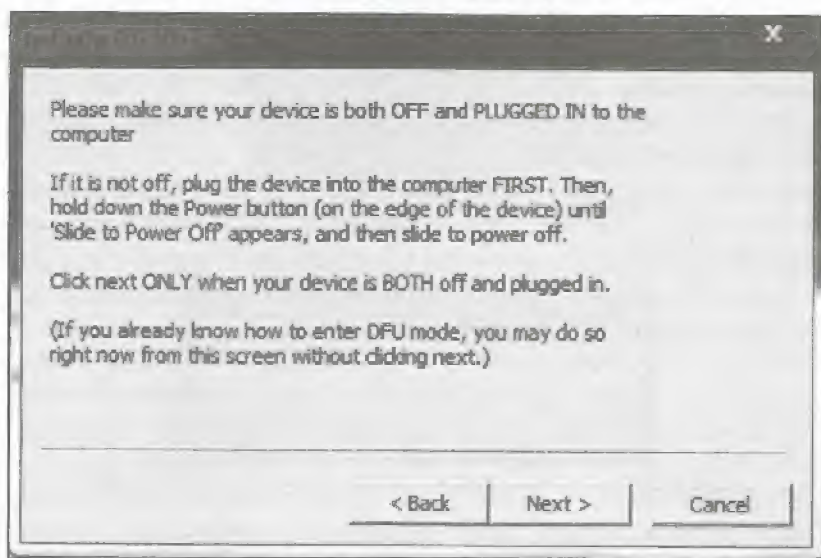 X
Please make sure your device is both OFF and PLUGGED IN to the
computer
If it is not off, plug the device into the computer FIRST. Then,
hold down the Power button (on the edge of the device) until
'Slide to Power Off' appears, and then slide to power off.
Click next ONLY when your device is BOTH off and plugged in.
(If you already know how to enter DFU mode, you may do so
right now from this screen without clicking next.)
< Back Next > Cancel